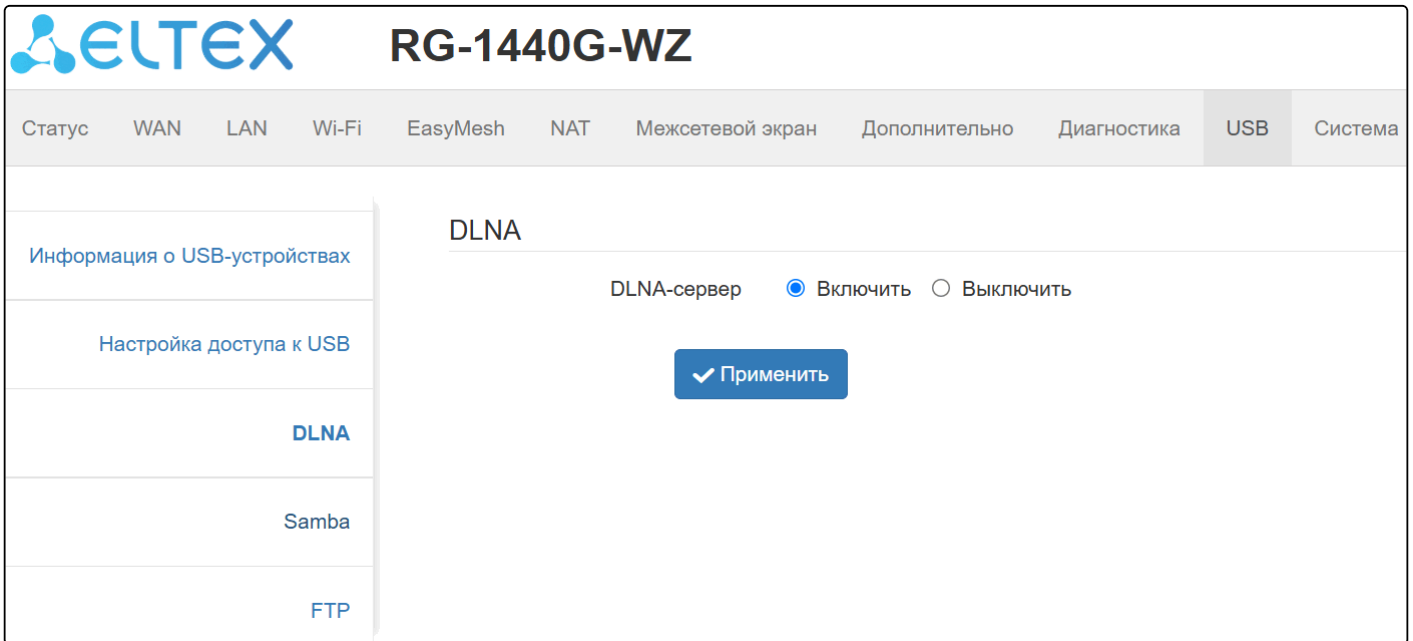 ELTEX RG-1440G-WZ
Статус WAN LAN Wi-Fi EasyMesh NAT Межсетевой экран Дополнительно Диагностика USB Система
Информация о USB-устройствах
Настройка доступа к USB
DLNA
Samba
FTP
DLNA
DLNA-сервер Включить Выключить
Применить